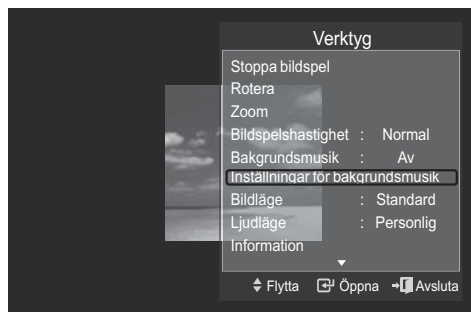 Verktyg
Stoppa bildspel
Rotera
Zoom
Bildspelshastighet : Normal
Bakgrundsmusik : Av
Inställningar för bakgrundsmusik
Bildläge : Standard
Ljudläge : Personlig
Information
Flytta Öppna Avsluta